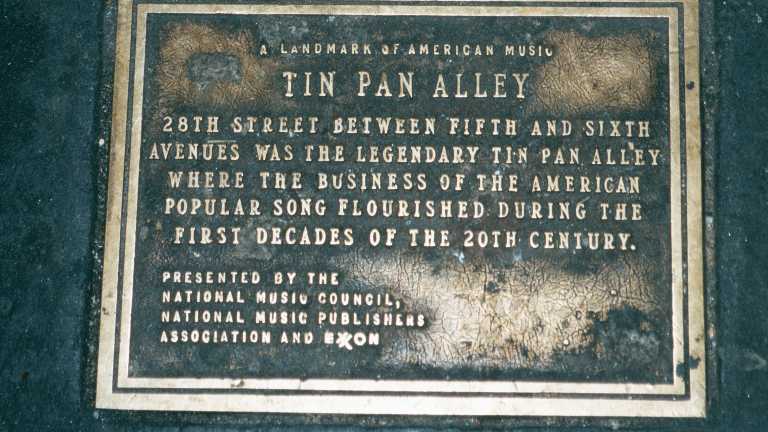 A LANDMARK OF AMERICAN MUSIC
TIN PAN ALLEY
28TH STREET BETWEEN FIFTH AND SIXTH
AVENUES WAS THE LEGENDARY TIN PAN ALLEY
WHERE THE BUSINESS OF THE AMERICAN
POPULAR SONG FLOURISHED DURING THE
FIRST DECADES OF THE 20TH CENTURY.
PRESENTED BY THE
NATIONAL MUSIC COUNCIL,
NATIONAL MUSIC PUBLISHERS
ASSOCIATION AND EXXON